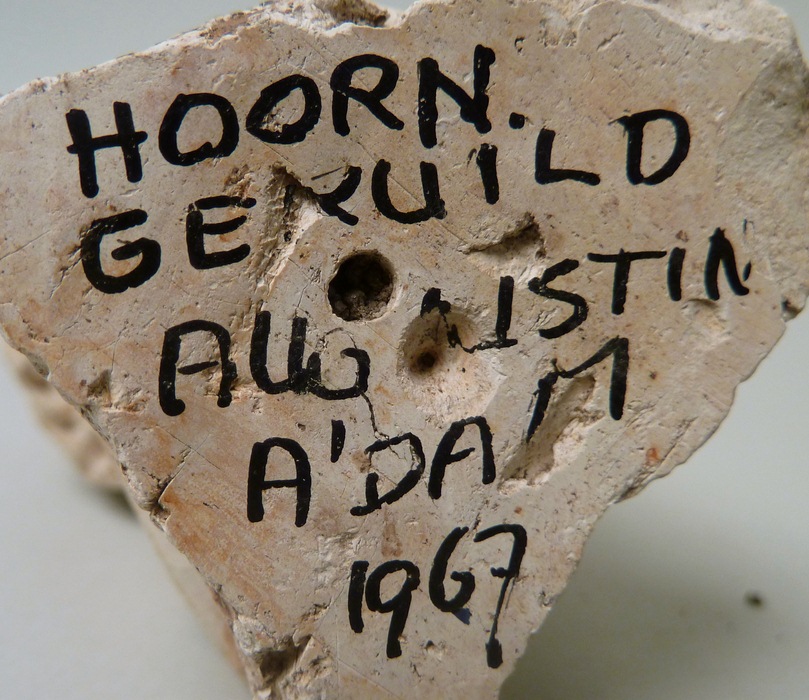 HOORN.
GERUILD
AUGUSTIN
A'DAM
1967